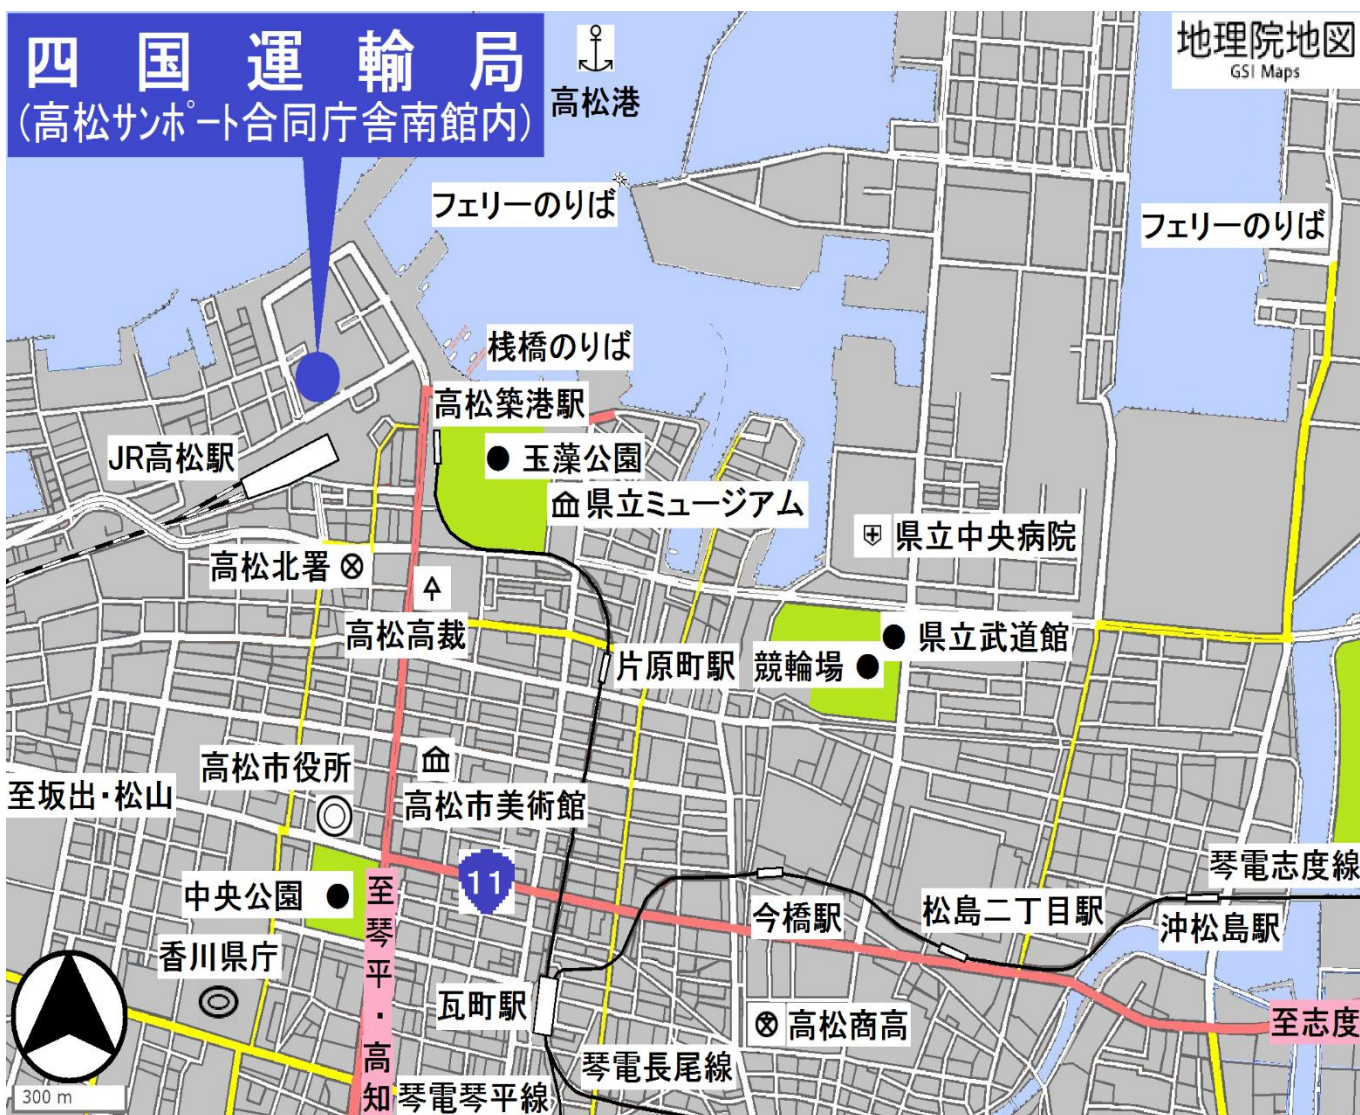 四国運輸局
(高松サンポート合同庁舎南館内)
高松港
地理院地図
GSI Maps
フェリーのりば
フェリーのりば
桟橋のりば
高松築港駅
JR高松駅
玉藻公園
県立ミュージアム
県立中央病院
高松北署
高松高裁
県立武道館
片原町駅
競輪場
高松市役所
至坂出・松山
高松市美術館
11
琴電志度線
中央公園
至琴平・高知
今橋駅
松島二丁目駅
沖松島駅
香川県庁
瓦町駅
高松商高
至志度
琴電長尾線
琴電琴平線
300 m